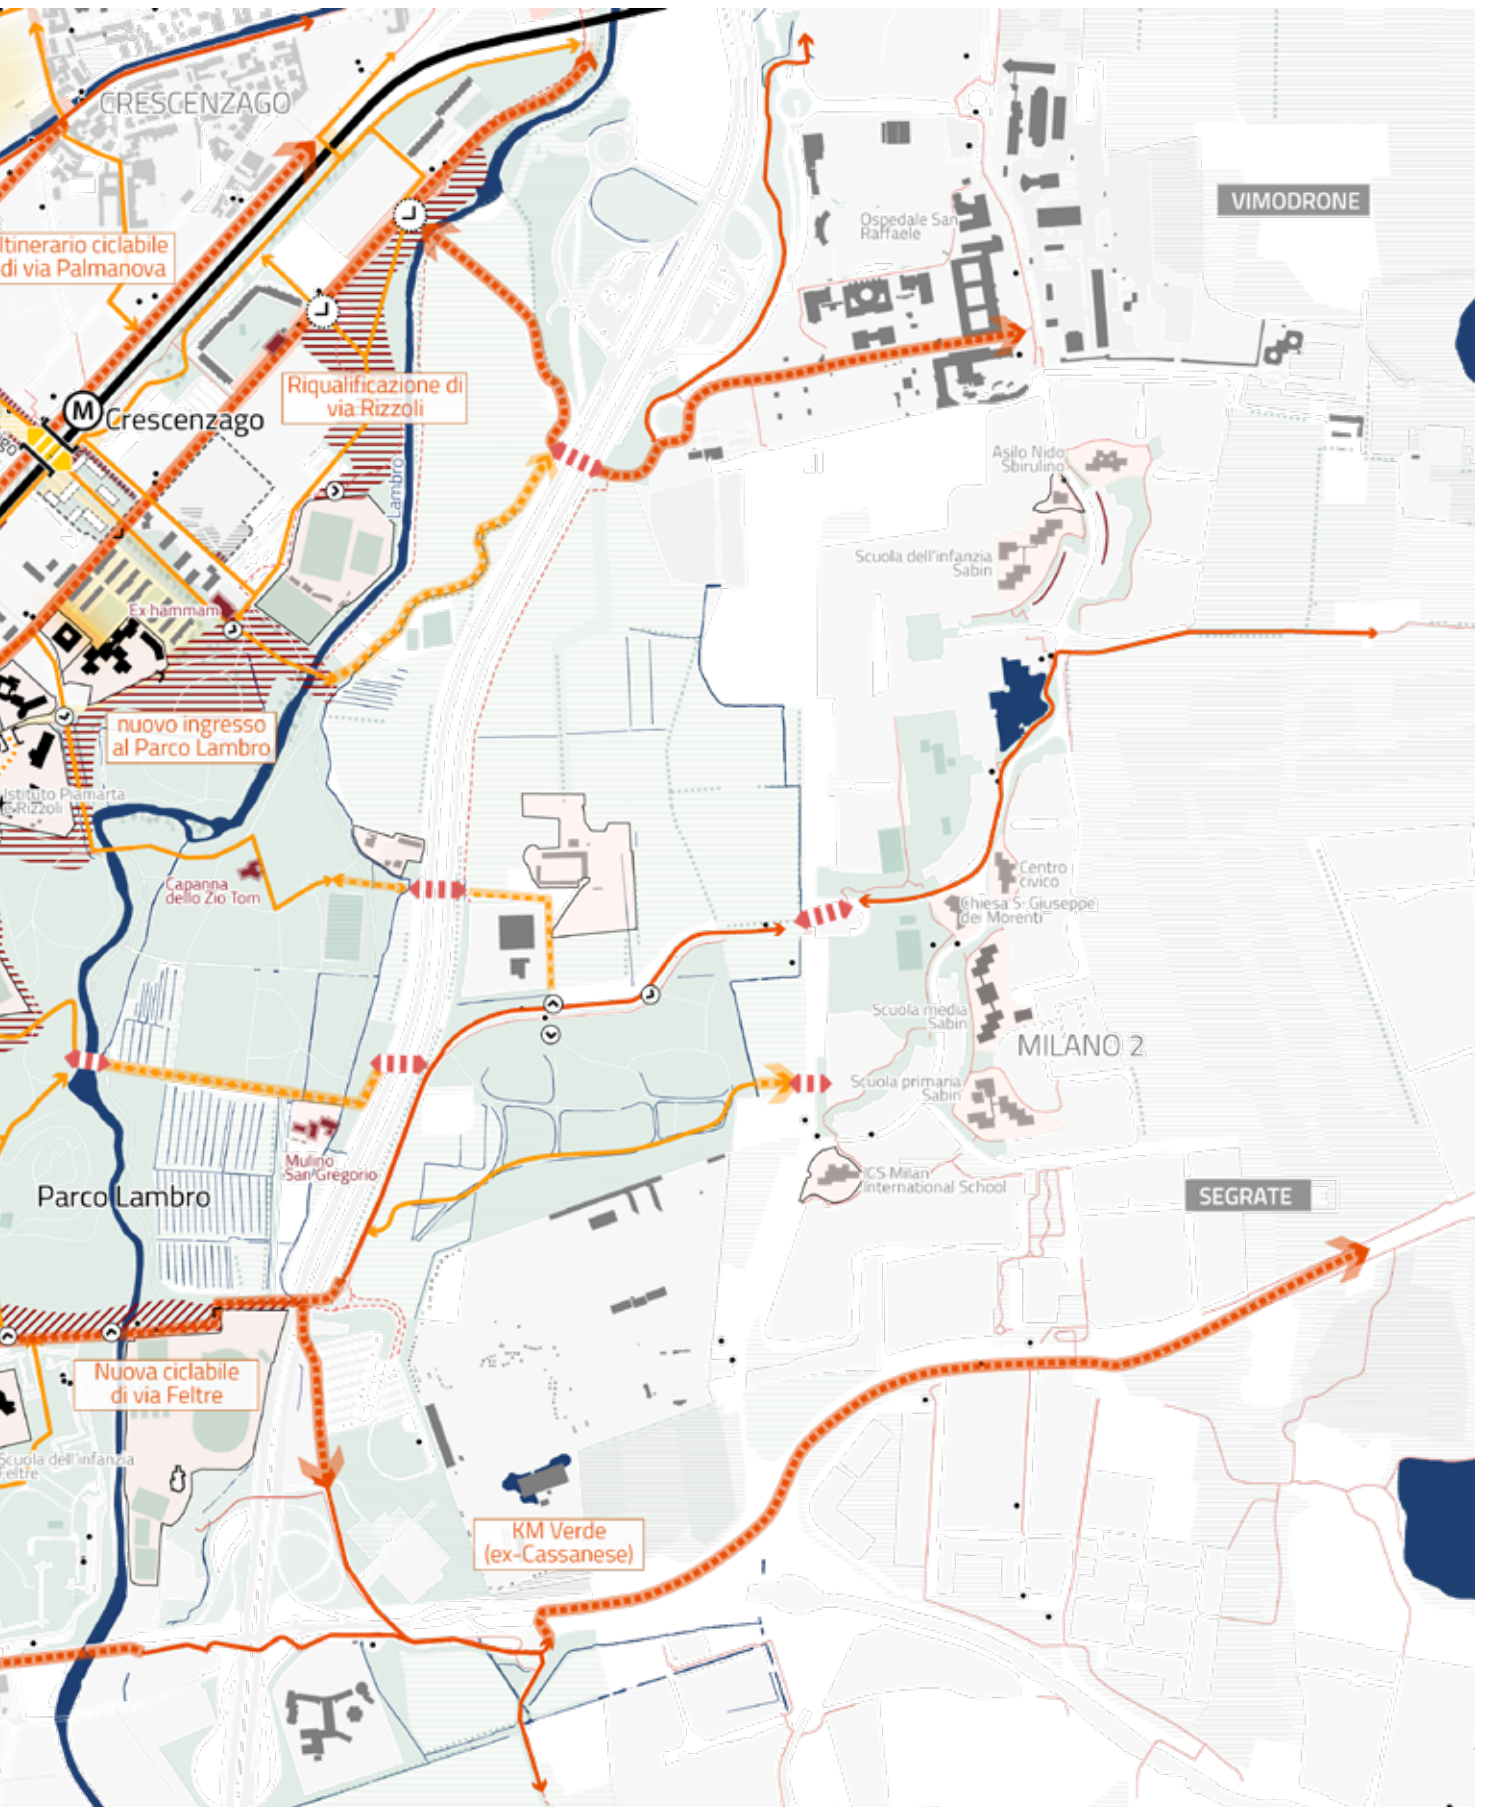 CRESCENZAGO
VIMODRONE
Ospedale San
Raffaele
Itinerario ciclabile
di via Palmanova
Riqualificazione di
via Rizzoli
M
Crescenzago
Asilo Nido
Sbirulino
Lambro
Scuola dell'infanzia
Sabin
Ex hammam
nuovo ingresso
al Parco Lambro
Istituto Piamarta
e Rizzoli
Capanna
dello Zio Tom
Centro
civico
Chiesa S. Giuseppe
dei Morenti
Scuola media
Sabin
MILANO 2
Scuola primaria
Sabin
Mulino
San Gregorio
ICS Milan
International School
Parco Lambro
SEGRATE
Nuova ciclabile
di via Feltre
Scuola dell'infanzia
Feltre
KM Verde
(ex-Cassanese)